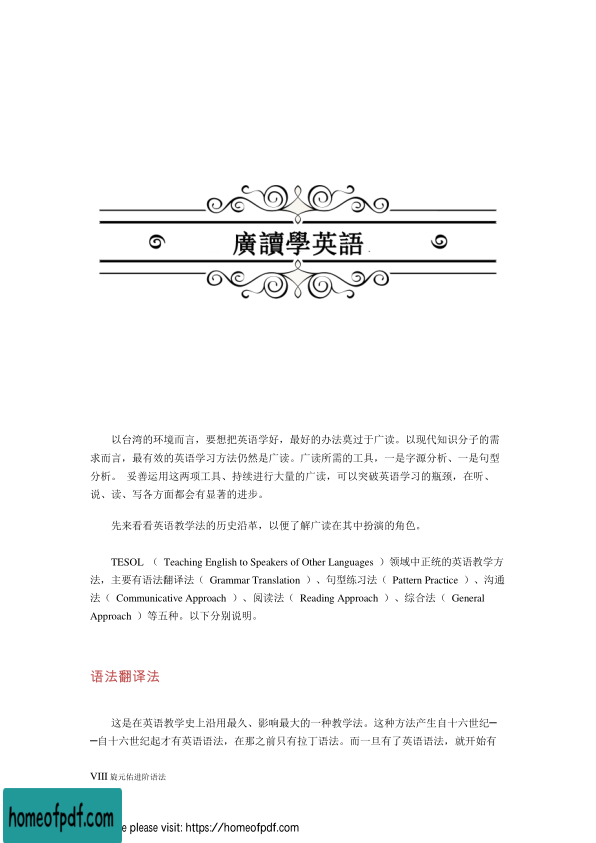 廣讀學英語
以台湾的环境而言，要想把英语学好，最好的办法莫过于广读。以现代知识分子的需
求而言，最有效的英语学习方法仍然是广读。广读所需的工具，一是字源分析、一是句型
分析。 妥善运用这两项工具、持续进行大量的广读，可以突破英语学习的瓶颈，在听、
说、读、写各方面都会有显著的进步。
先来看看英语教学法的历史沿革，以便了解广读在其中扮演的角色。
TESOL （ Teaching English to Speakers of Other Languages ）领域中正统的英语教学方
法，主要有语法翻译法（ Grammar Translation ）、句型练习法（ Pattern Practice ）、沟通
法（ Communicative Approach ）、阅读法（ Reading Approach ）、综合法（ General
Approach ）等五种。以下分别说明。
语法翻译法
这是在英语教学史上沿用最久、影响最大的一种教学法。这种方法产生自十六世纪─
─自十六世纪起才有英语语法，在那之前只有拉丁语法。而一旦有了英语语法，就开始有
VIII 旋元佑进阶语法
homeofpdf.com
e please visit: https://homeofpdf.com